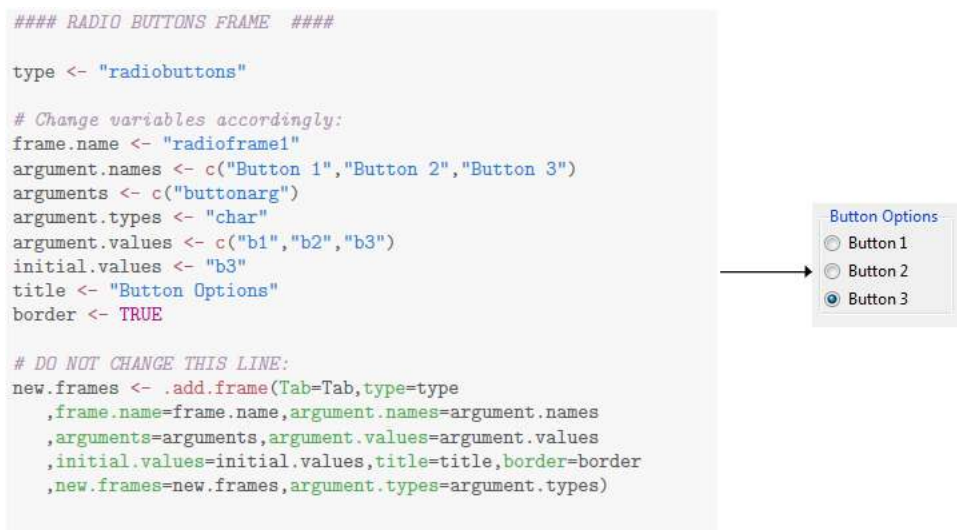 #### RADIO BUTTONS FRAME ####
type <- "radiobuttons"
# Change variables accordingly:
frame.name <- "radioframe1"
argument.names <- c("Button 1","Button 2","Button 3")
arguments <- c("buttonarg")
argument.types <- "char"
argument.values <- c("b1","b2","b3")
initial.values <- "b3"
title <- "Button Options"
border <- TRUE
# DO NOT CHANGE THIS LINE:
new.frames <- .add.frame(Tab=Tab,type=type
,frame.name=frame.name,argument.names=argument.names
,arguments=arguments,argument.values=argument.values
,initial.values=initial.values,title=title,border=border
,new.frames=new.frames,argument.types=argument.types)
Button Options
Button 1
Button 2
Button 3